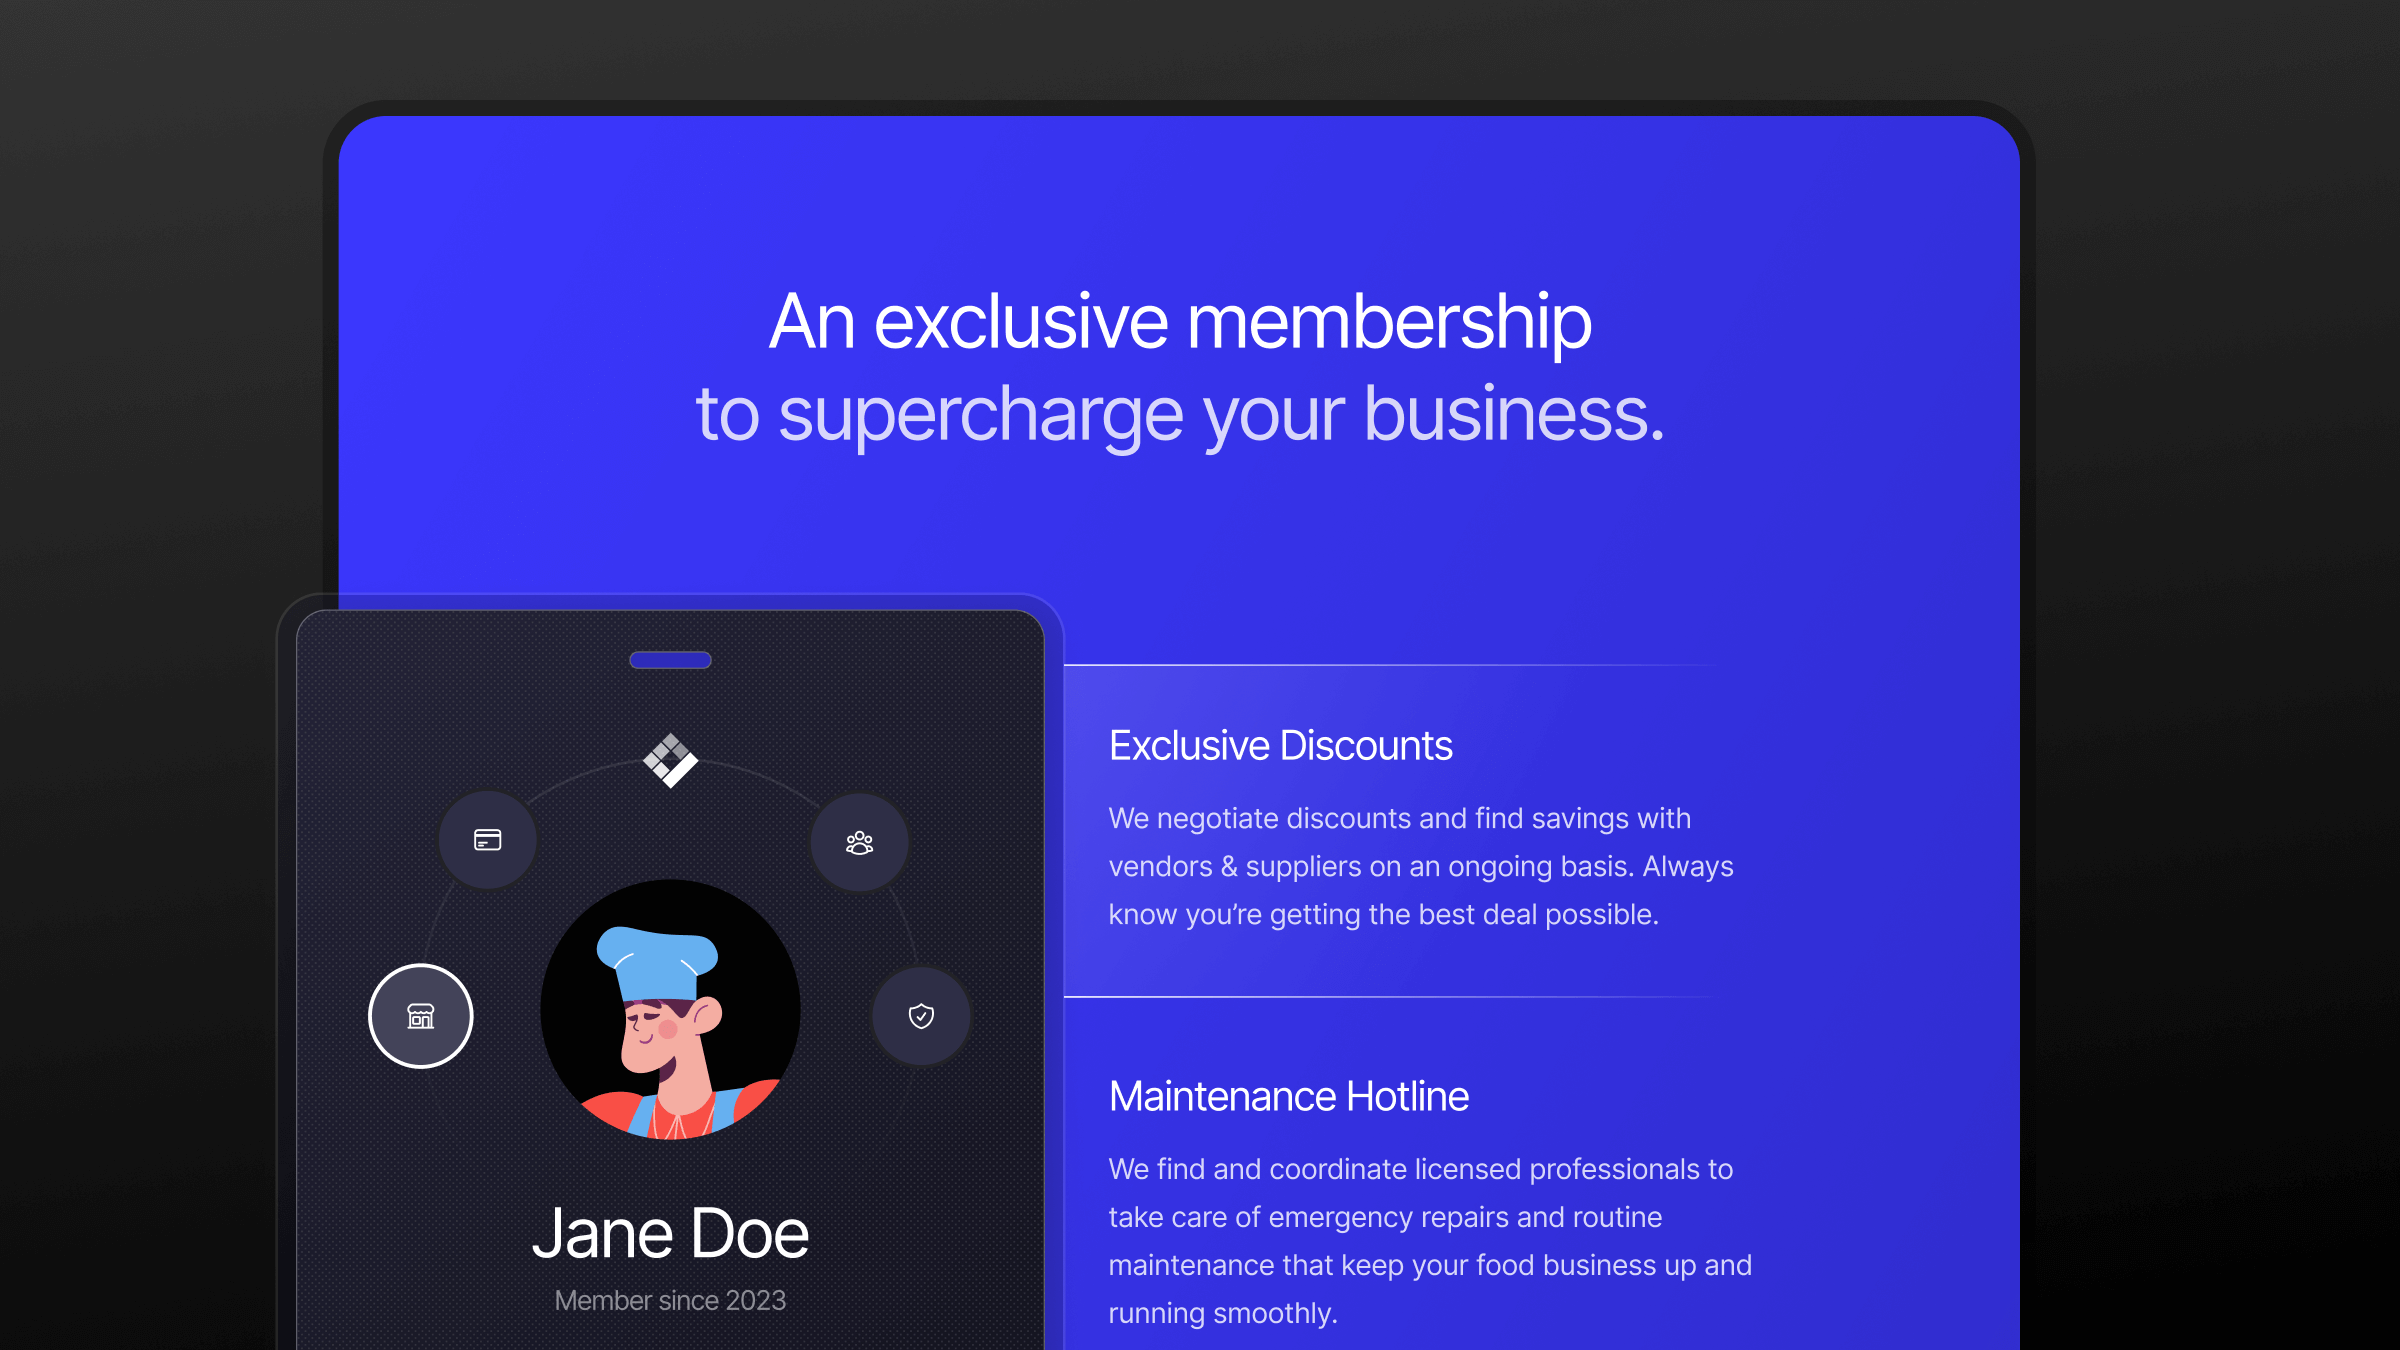 An exclusive membership
to supercharge your business.
Exclusive Discounts
We negotiate discounts and find savings with
vendors & suppliers on an ongoing basis. Always
know you’re getting the best deal possible.
Maintenance Hotline
We find and coordinate licensed professionals to
take care of emergency repairs and routine
maintenance that keep your food business up and
running smoothly.
Jane Doe
Member since 2023